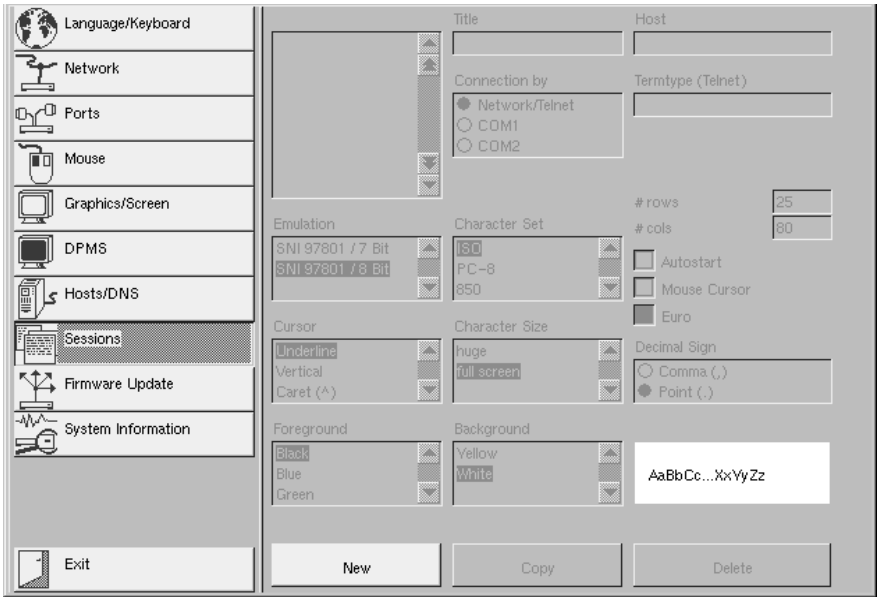 Language/Keyboard
Network
Ports
Mouse
Graphics/Screen
DPMS
Hosts/DNS
Sessions
Firmware Update
System Information
Exit
Title
Host
Connection by
Network/Telnet
COM1
COM2
Termtype (Telnet)
# rows
25
# cols
80
Emulation
SNI 97801 / 7 Bit
SNI 97801 / 8 Bit
Character Set
ISO
PC-8
850
Autostart
Mouse Cursor
Euro
Cursor
Underline
Vertical
Caret (^)
Character Size
huge
full screen
Decimal Sign
Comma (,)
Point (.)
Foreground
Black
Blue
Green
Background
Yellow
White
AaBbCc...XxYyZz
New
Copy
Delete